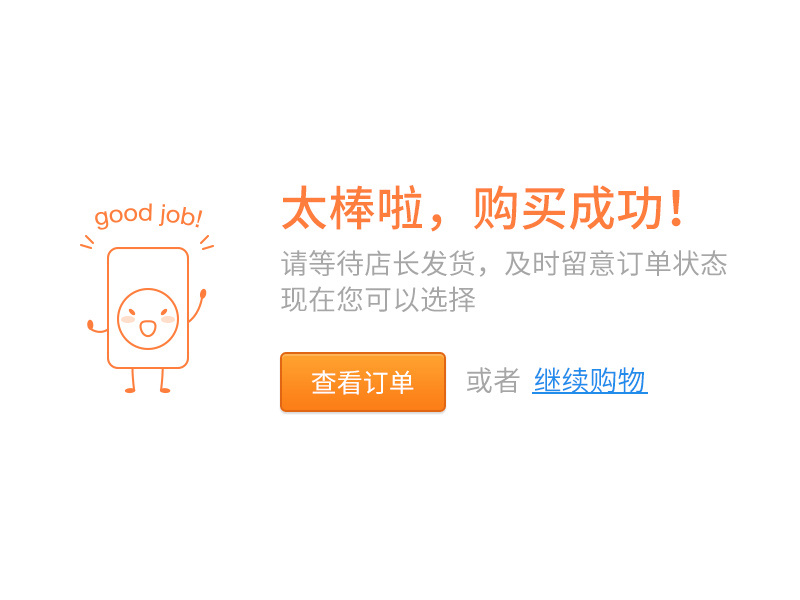 good job!
太棒啦，购买成功！
请等待店长发货，及时留意订单状态
现在您可以选择
查看订单 或者 继续购物